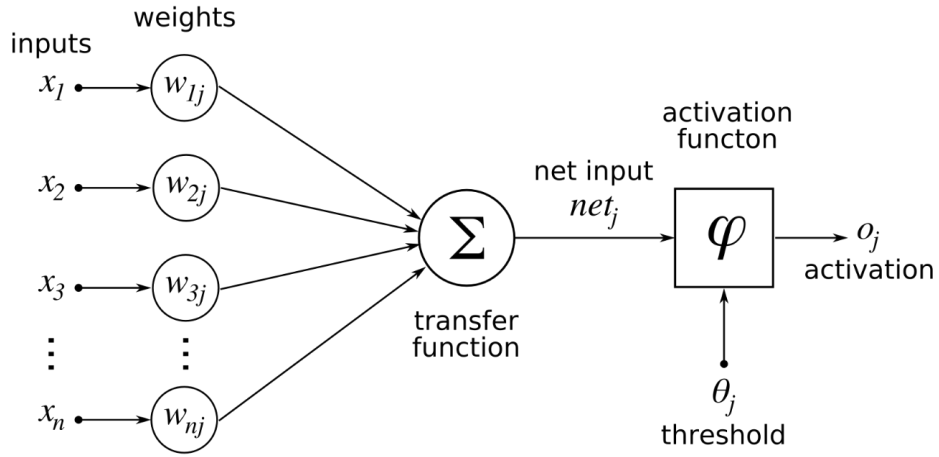 weights
inputs
x₁
w₁ⱼ
x₂
w₂ⱼ
x₃
w₃ⱼ
⋮ ⋮
xₙ
wₙⱼ
Σ
transfer
function
net input
netⱼ
activation
functon
φ
oⱼ
activation
θⱼ
threshold